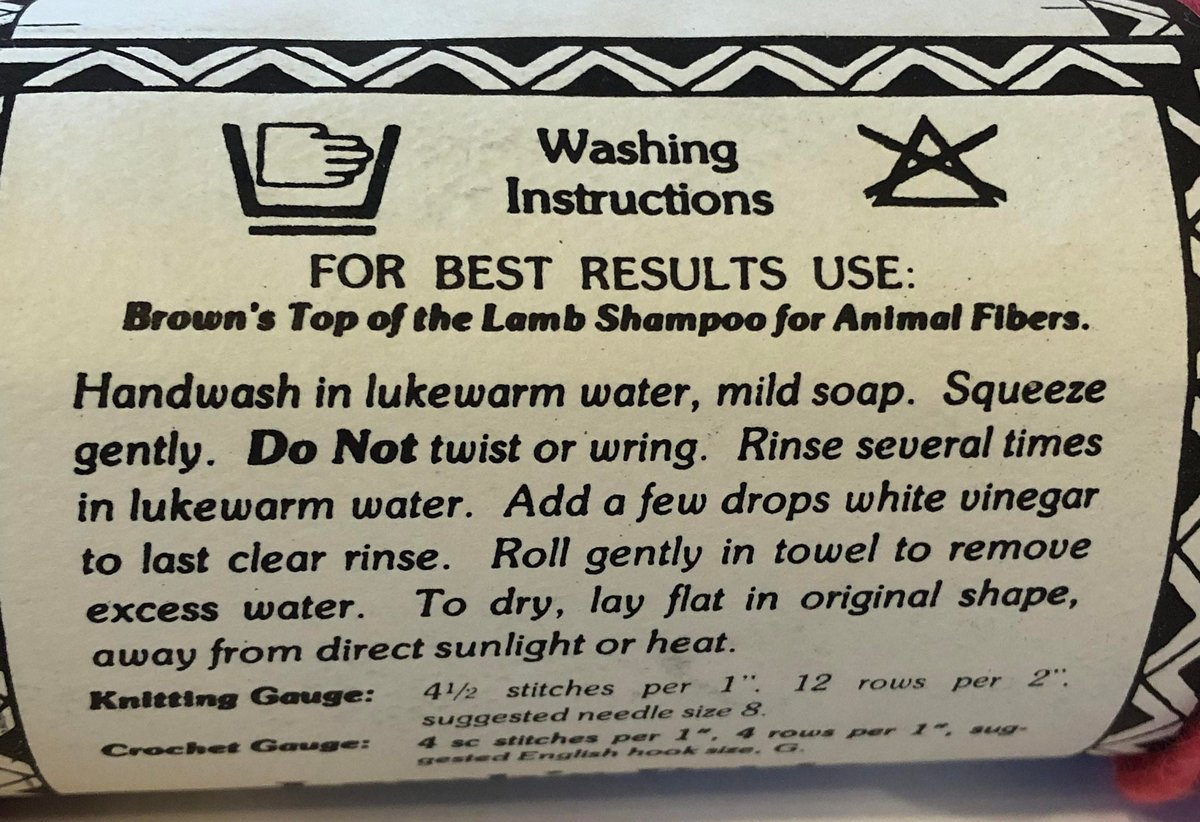 Washing
Instructions
FOR BEST RESULTS USE:
Brown's Top of the Lamb Shampoo for Animal Fibers.
Handwash in lukewarm water, mild soap. Squeeze
gently. Do Not twist or wring. Rinse several times
in lukewarm water. Add a few drops white vinegar
to last clear rinse. Roll gently in towel to remove
excess water. To dry, lay flat in original shape,
away from direct sunlight or heat.
Knitting Gauge: 4½ stitches per 1". 12 rows per 2".
suggested needle size 8.
Crochet Gauge: 4 sc stitches per 1", 4 rows per 1", sug-
gested English hook size, G.